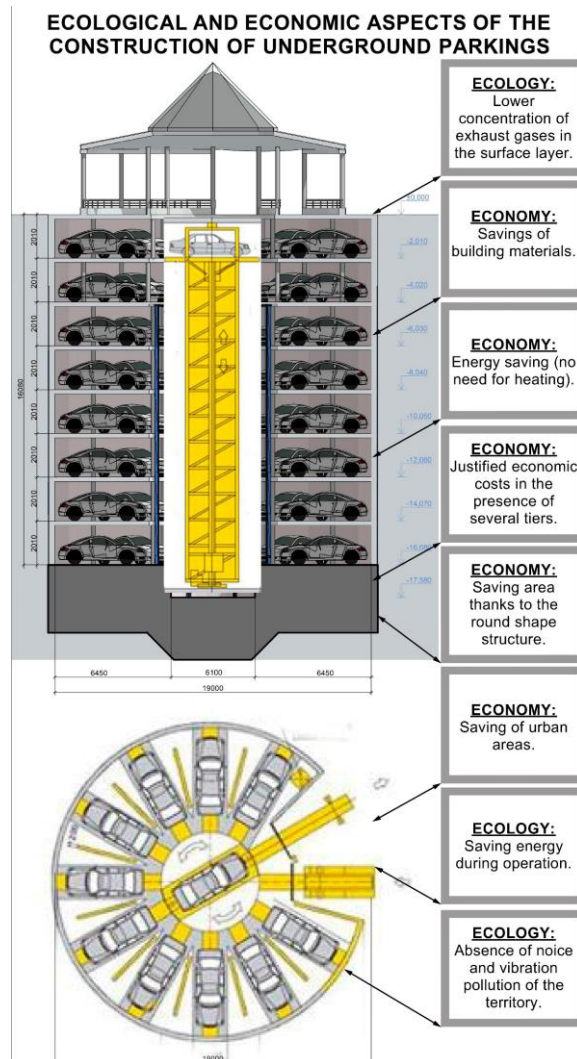 ECOLOGICAL AND ECONOMIC ASPECTS OF THE
CONSTRUCTION OF UNDERGROUND PARKINGS
ECOLOGY:
Lower
concentration of
exhaust gases in
the surface layer.
ECONOMY:
Savings of
building materials.
ECONOMY:
Energy saving (no
need for heating).
ECONOMY:
Justified economic
costs in the
presence of
several tiers.
ECONOMY:
Saving area
thanks to the
round shape
structure.
ECONOMY:
Saving of urban
areas.
ECOLOGY:
Saving energy
during operation.
ECOLOGY:
Absence of noice
and vibration
pollution of the
territory.
2010
2010
2010
2010
2010
2010
2010
2010
-2,010
-4,020
-6,030
-8,040
-10,050
-12,060
-14,070
-17,580
6450
6100
6450
19000